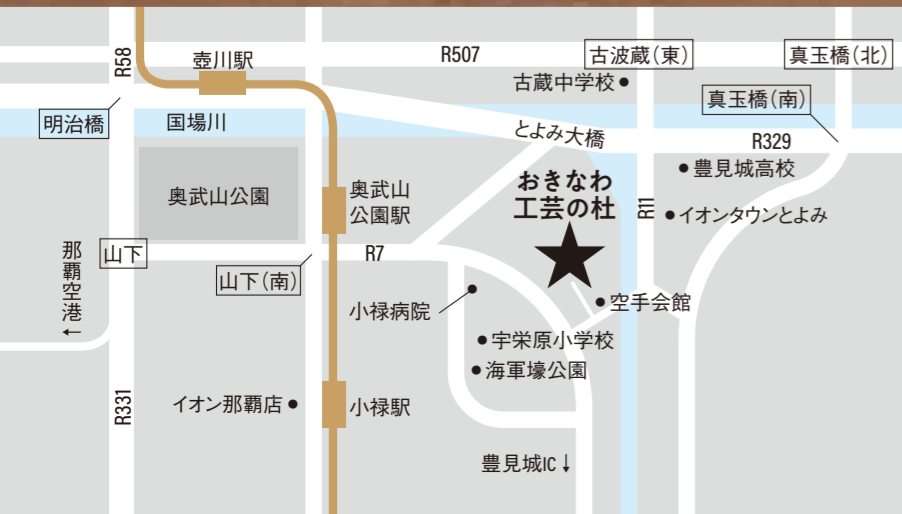 R58
壺川駅
R507
古波蔵（東）
真玉橋（北）
古蔵中学校
真玉橋（南）
明治橋
国場川
とよみ大橋
R329
豊見城高校
奥武山公園
奥武山
公園駅
おきなわ
工芸の杜
R11
イオンタウンとよみ
那覇空港
←
山下
山下（南）
R7
小禄病院
空手会館
宇栄原小学校
海軍壕公園
R331
イオン那覇店
小禄駅
豊見城IC↓